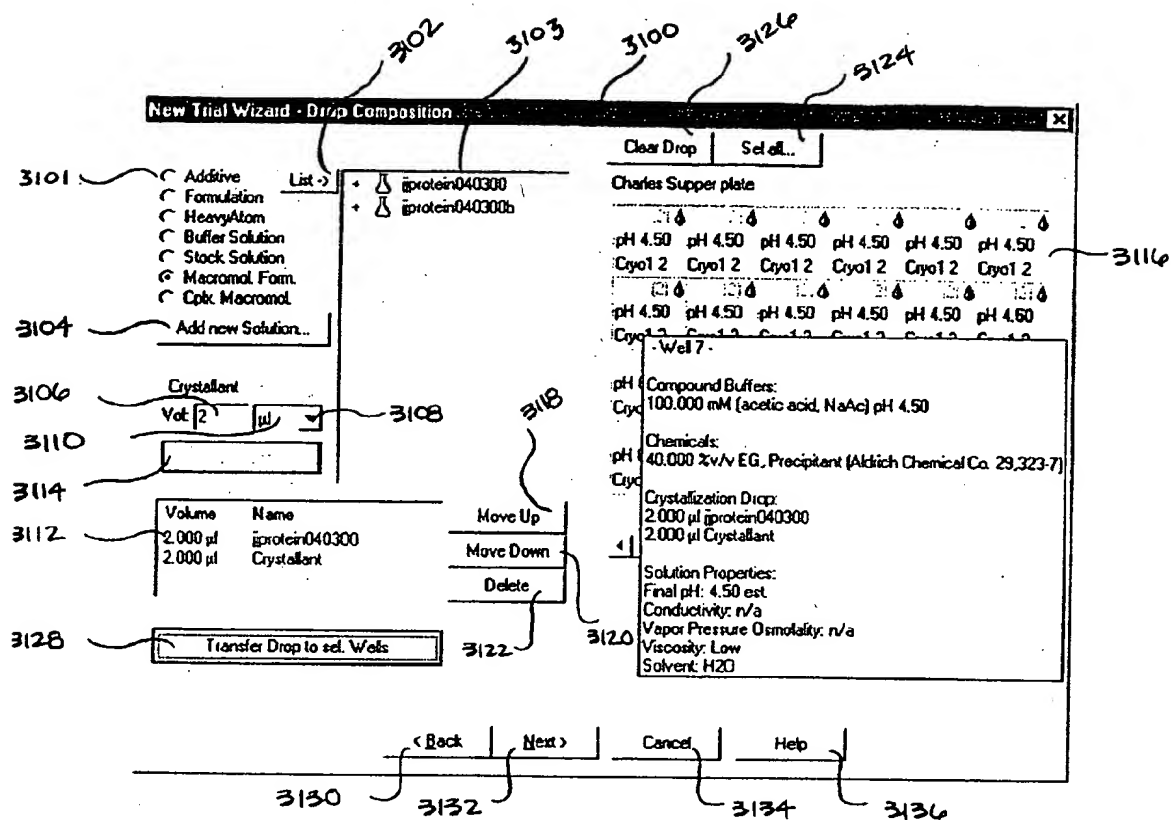 3102
3103
3100
3126
3124
New Trial Wizard - Drop Composition
Clear Drop
Sel all...
3101
Additive
List ->
+ jjprotein040300
Charles Supper plate
Formulation
+ jjprotein040300b
HeavyAtom
Buffer Solution
Stock Solution
Macromol. Form.
Cplx. Macromol.
pH 4.50 pH 4.50 pH 4.50 pH 4.50 pH 4.50 pH 4.50
Cryo1 2 Cryo1 2 Cryo1 2 Cryo1 2 Cryo1 2 Cryo1 2
3116
3104
Add new Solution...
pH 4.50 pH 4.50 pH 4.50 pH 4.50 pH 4.50 pH 4.50
- Well 7 -
Crystallant
3106
Vol: 2 µl
3108
3118
3110
Compound Buffers:
100.000 mM (acetic acid, NaAc) pH 4.50
Chemicals:
40.000 %v/v EG, Precipitant (Aldrich Chemical Co. 29,323-7)
3114
Crystallization Drop:
2.000 µl jjprotein040300
2.000 µl Crystallant
Volume Name
3112
2.000 µl jjprotein040300
2.000 µl Crystallant
Move Up
Move Down
Delete
Solution Properties:
Final pH: 4.50 est.
Conductivity: n/a
Vapor Pressure Osmolality: n/a
Viscosity: Low
Solvent: H2O
3128
Transfer Drop to sel. Wells
3122
3120
< Back
Next >
Cancel
Help
3130
3132
3134
3136